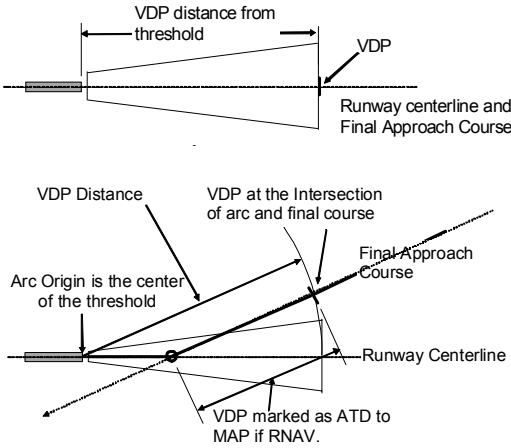 VDP distance from
threshold
VDP
Runway centerline and
Final Approach Course
VDP Distance
VDP at the Intersection
of arc and final course
Final Approach
Course
Arc Origin is the center
of the threshold
Runway Centerline
VDP marked as ATD to
MAP if RNAV.